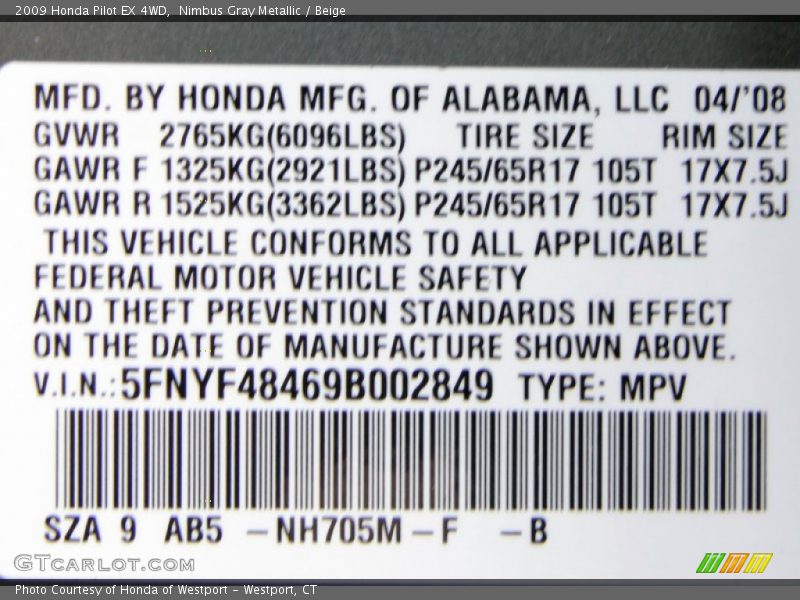 2009 Honda Pilot EX 4WD, Nimbus Gray Metallic / Beige
MFD. BY HONDA MFG. OF ALABAMA, LLC 04/'08
GVWR 2765KG(6096LBS) TIRE SIZE RIM SIZE
GAWR F 1325KG(2921LBS) P245/65R17 105T 17X7.5J
GAWR R 1525KG(3362LBS) P245/65R17 105T 17X7.5J
THIS VEHICLE CONFORMS TO ALL APPLICABLE
FEDERAL MOTOR VEHICLE SAFETY
AND THEFT PREVENTION STANDARDS IN EFFECT
ON THE DATE OF MANUFACTURE SHOWN ABOVE.
V.I.N.: 5FNYF48469B002849 TYPE: MPV
SZA 9 AB5 -NH705M-F -B
GTCARLOT.COM
Photo Courtesy of Honda of Westport - Westport, CT